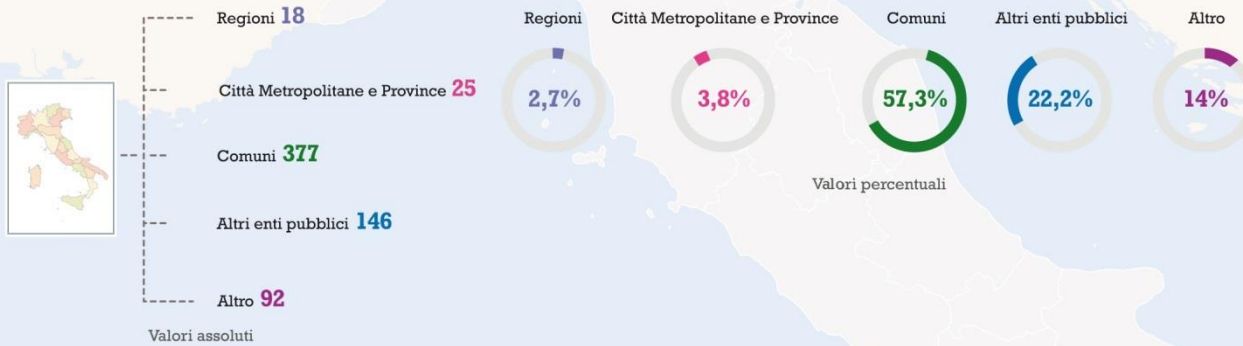 Regioni 18
Città Metropolitane e Province 25
Comuni 377
Altri enti pubblici 146
Altro 92
Valori assoluti
Regioni
2,7%
Città Metropolitane e Province
3,8%
Comuni
57,3%
Altri enti pubblici
22,2%
Altro
14%
Valori percentuali